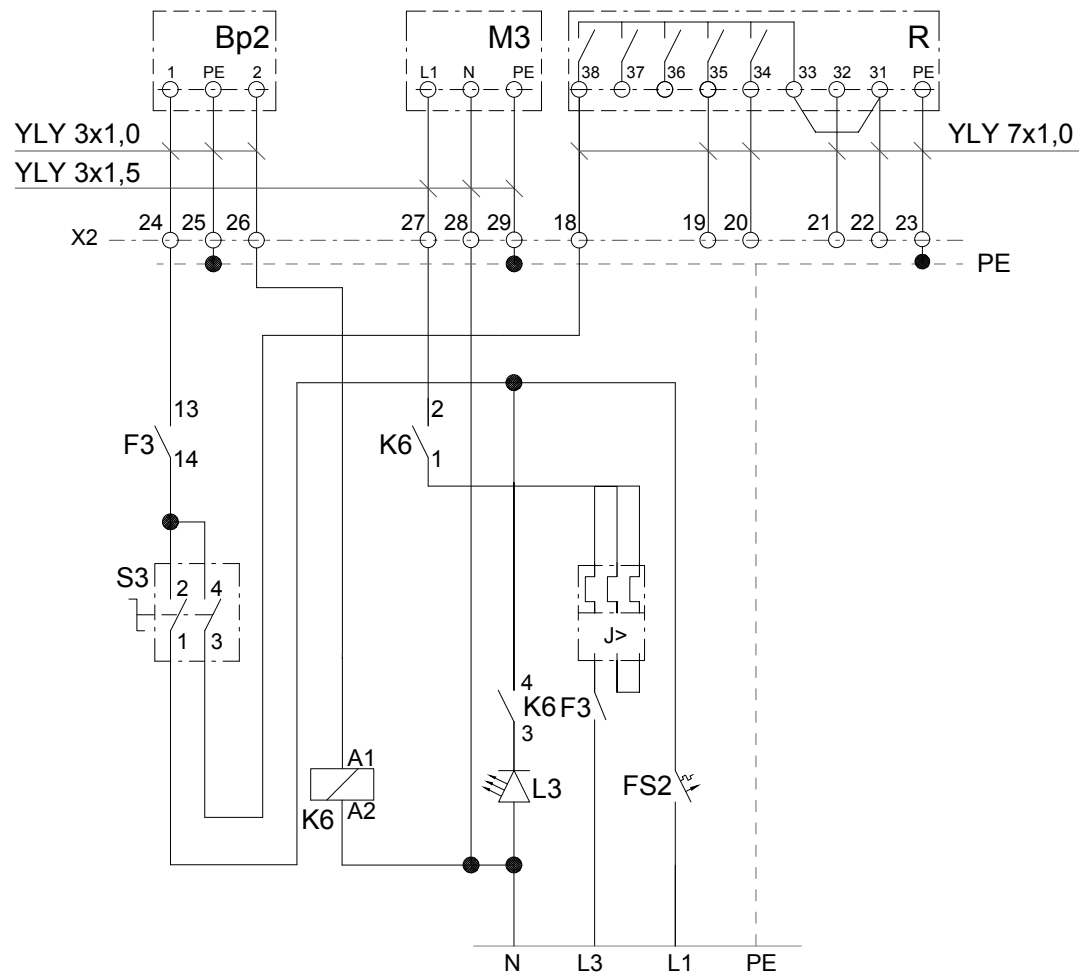 Bp2 M3 R
1 PE 2 L1 N PE 38 37 36 35 34 33 32 31 PE
YLY 3x1,0 YLY 7x1,0
YLY 3x1,5
24 25 26 27 28 29 18 19 20 21 22 23
X2
PE
13 2
F3 K6
14 1
S3
2 4
J>
1 3
4
K6 F3
3
A1
L3 FS2
A2
K6
N L3 L1 PE